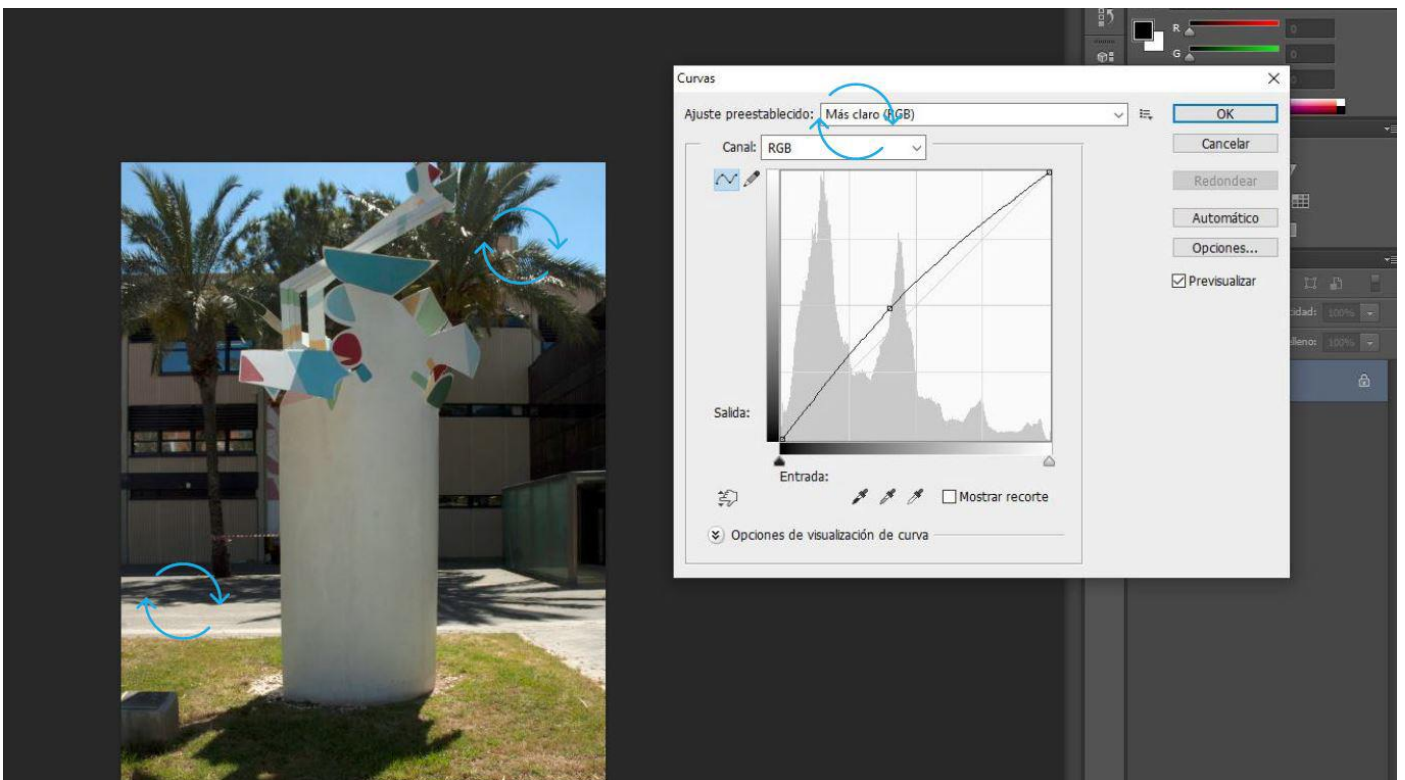 R
0
G
0
Curvas
Ajuste preestablecido:
Más claro (RGB)
OK
Canal:
RGB
Cancelar
Redondear
Automático
Opciones...
Previsualizar
Salida:
Entrada:
Mostrar recorte
Opciones de visualización de curva
100%
100%